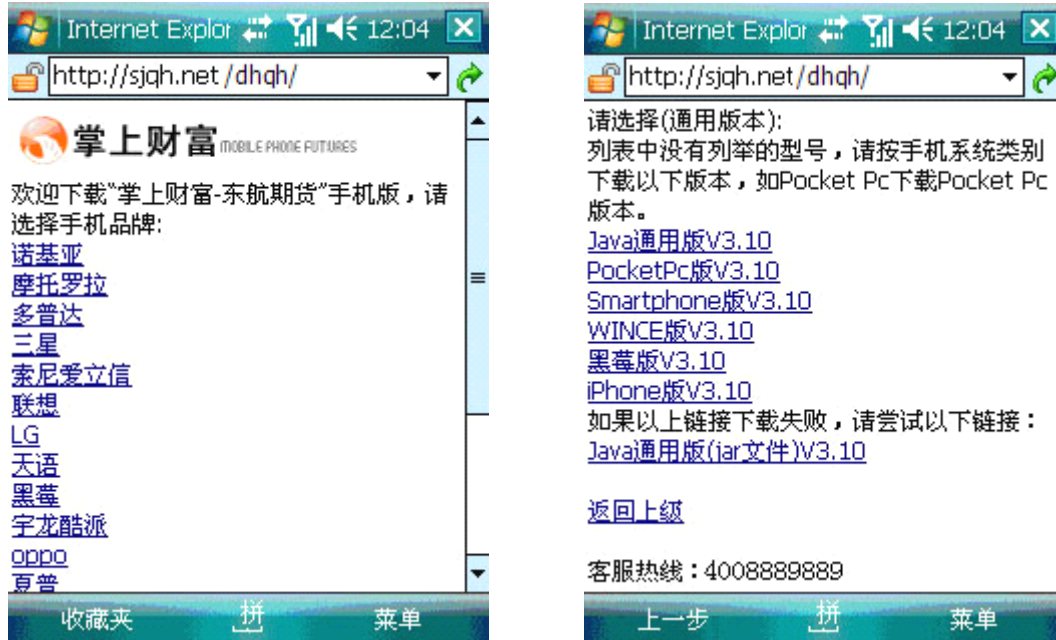 Internet Explor 12:04
http://sjqh.net/dhqh/
掌上财富 MOBILE PHONE FUTURES
欢迎下载“掌上财富-东航期货”手机版，请
选择手机品牌:
诺基亚
摩托罗拉
多普达
三星
索尼爱立信
联想
LG
天语
黑莓
宇龙酷派
oppo
夏普
收藏夹 拼 菜单
Internet Explor 12:04
http://sjqh.net/dhqh/
请选择(通用版本):
列表中没有列举的型号，请按手机系统类别
下载以下版本，如Pocket Pc下载Pocket Pc
版本。
Java通用版V3.10
PocketPc版V3.10
Smartphone版V3.10
WINCE版V3.10
黑莓版V3.10
iPhone版V3.10
如果以上链接下载失败，请尝试以下链接：
Java通用版(jar文件)V3.10
返回上级
客服热线：4008889889
上一步 拼 菜单